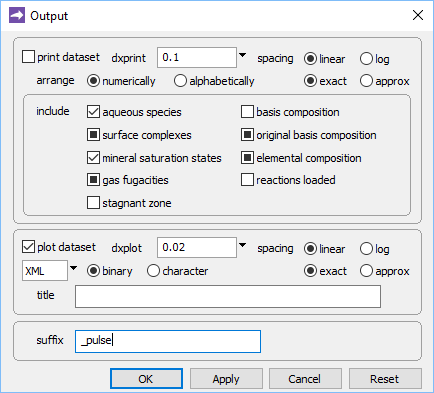 Output
print dataset dxprint 0.1 spacing linear log
arrange numerically alphabetically exact approx
include aqueous species basis composition
surface complexes original basis composition
mineral saturation states elemental composition
gas fugacities reactions loaded
stagnant zone
plot dataset dxplot 0.02 spacing linear log
XML binary character exact approx
title
suffix _pulse
OK Apply Cancel Reset